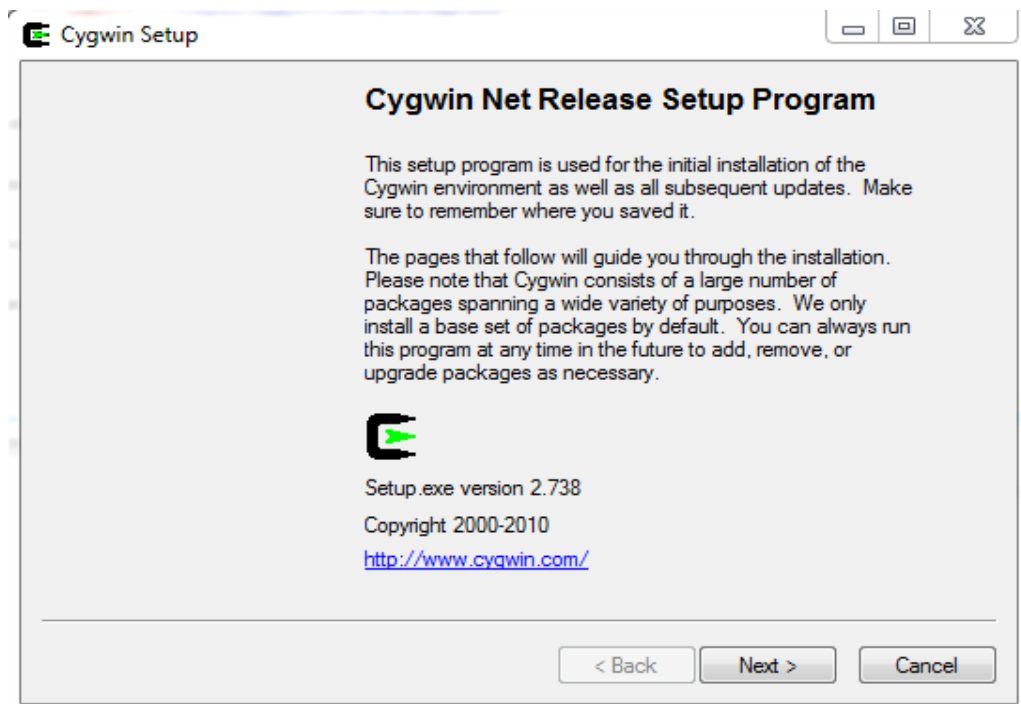 Cygwin Setup
Cygwin Net Release Setup Program
This setup program is used for the initial installation of the
Cygwin environment as well as all subsequent updates.  Make
sure to remember where you saved it.
The pages that follow will guide you through the installation.
Please note that Cygwin consists of a large number of
packages spanning a wide variety of purposes.  We only
install a base set of packages by default.  You can always run
this program at any time in the future to add, remove, or
upgrade packages as necessary.
Setup.exe version 2.738
Copyright 2000-2010
http://www.cygwin.com/
< Back Next > Cancel